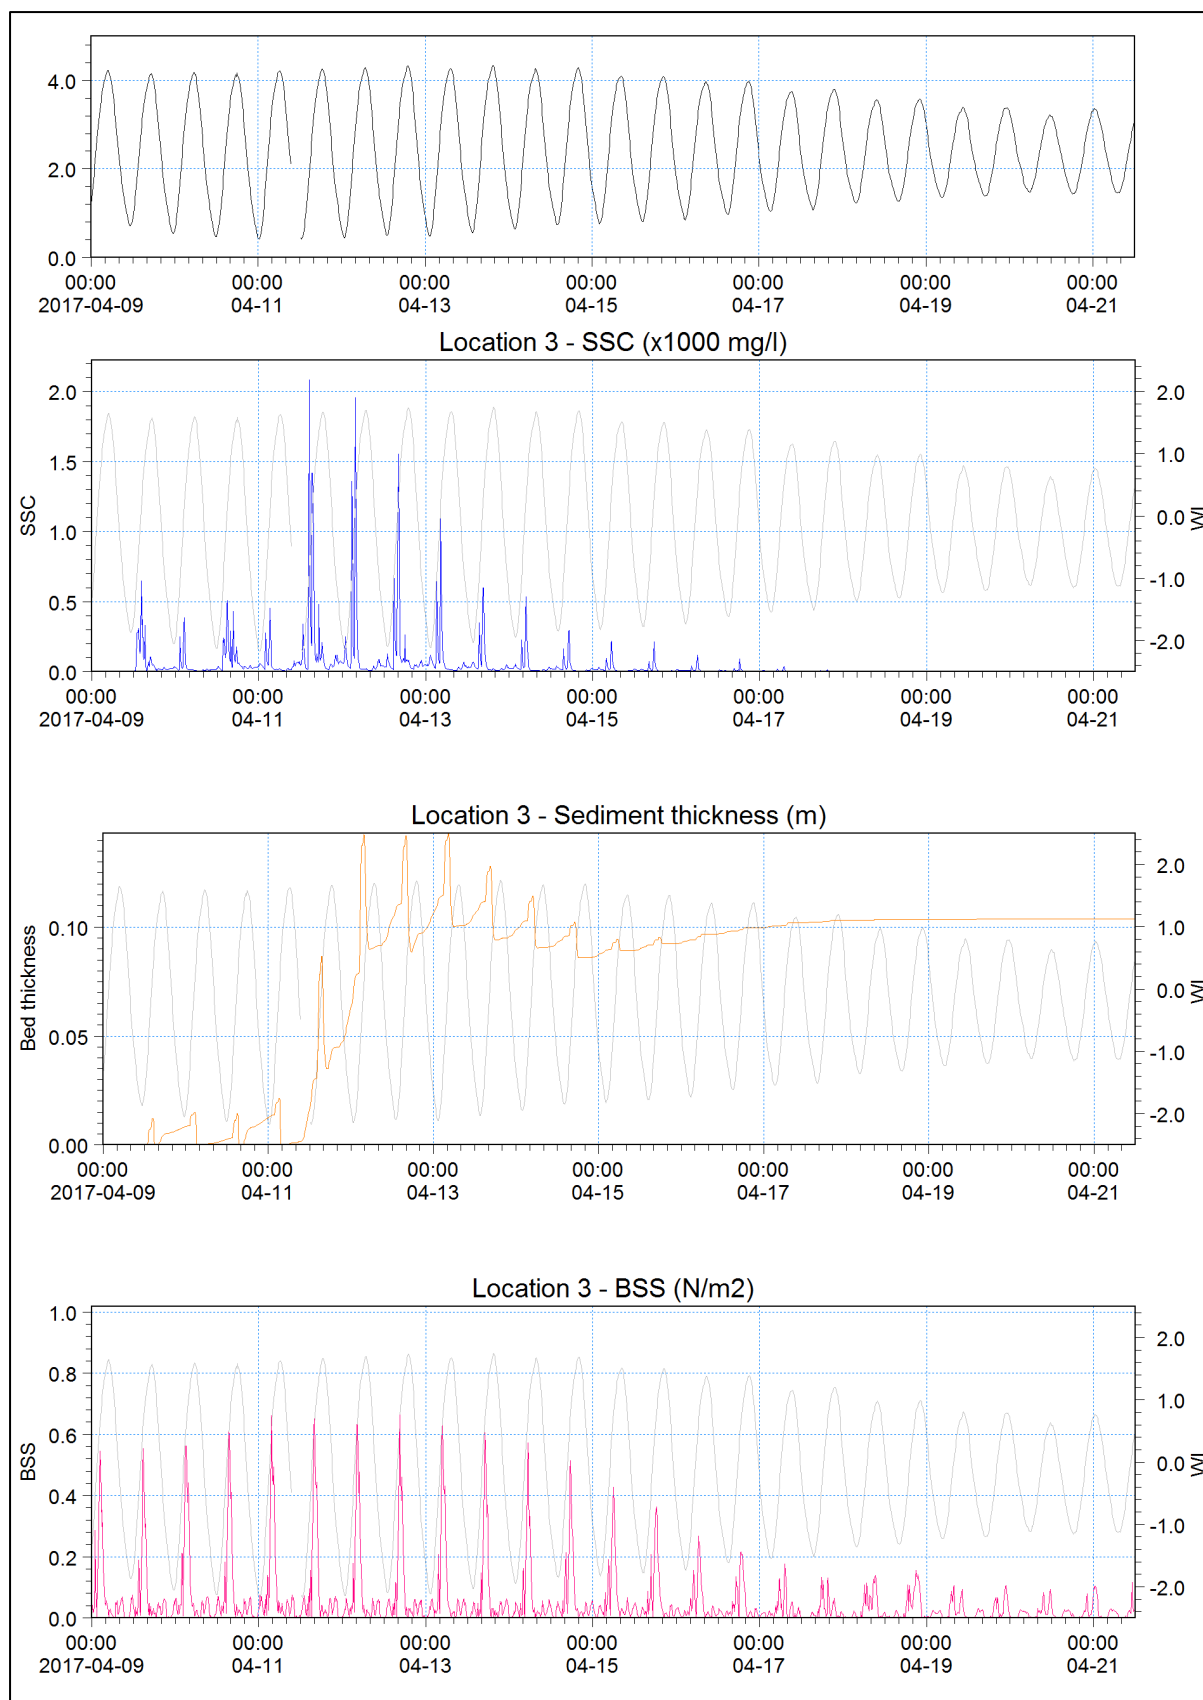 4.0
2.0
0.0
00:00 00:00 00:00 00:00 00:00 00:00 00:00
2017-04-09 04-11 04-13 04-15 04-17 04-19 04-21
Location 3 - SSC (x1000 mg/l)
2.0 2.0
1.5 1.0
SSC 1.0 0.0 WL
0.5 -1.0
0.0 -2.0
00:00 00:00 00:00 00:00 00:00 00:00 00:00
2017-04-09 04-11 04-13 04-15 04-17 04-19 04-21
Location 3 - Sediment thickness (m)
2.0
0.10 1.0
Bed thickness 0.0 WL
0.05 -1.0
0.00 -2.0
00:00 00:00 00:00 00:00 00:00 00:00 00:00
2017-04-09 04-11 04-13 04-15 04-17 04-19 04-21
Location 3 - BSS (N/m2)
1.0
0.8 2.0
0.6 1.0
BSS 0.0 WL
0.4 -1.0
0.2 -2.0
0.0
00:00 00:00 00:00 00:00 00:00 00:00 00:00
2017-04-09 04-11 04-13 04-15 04-17 04-19 04-21